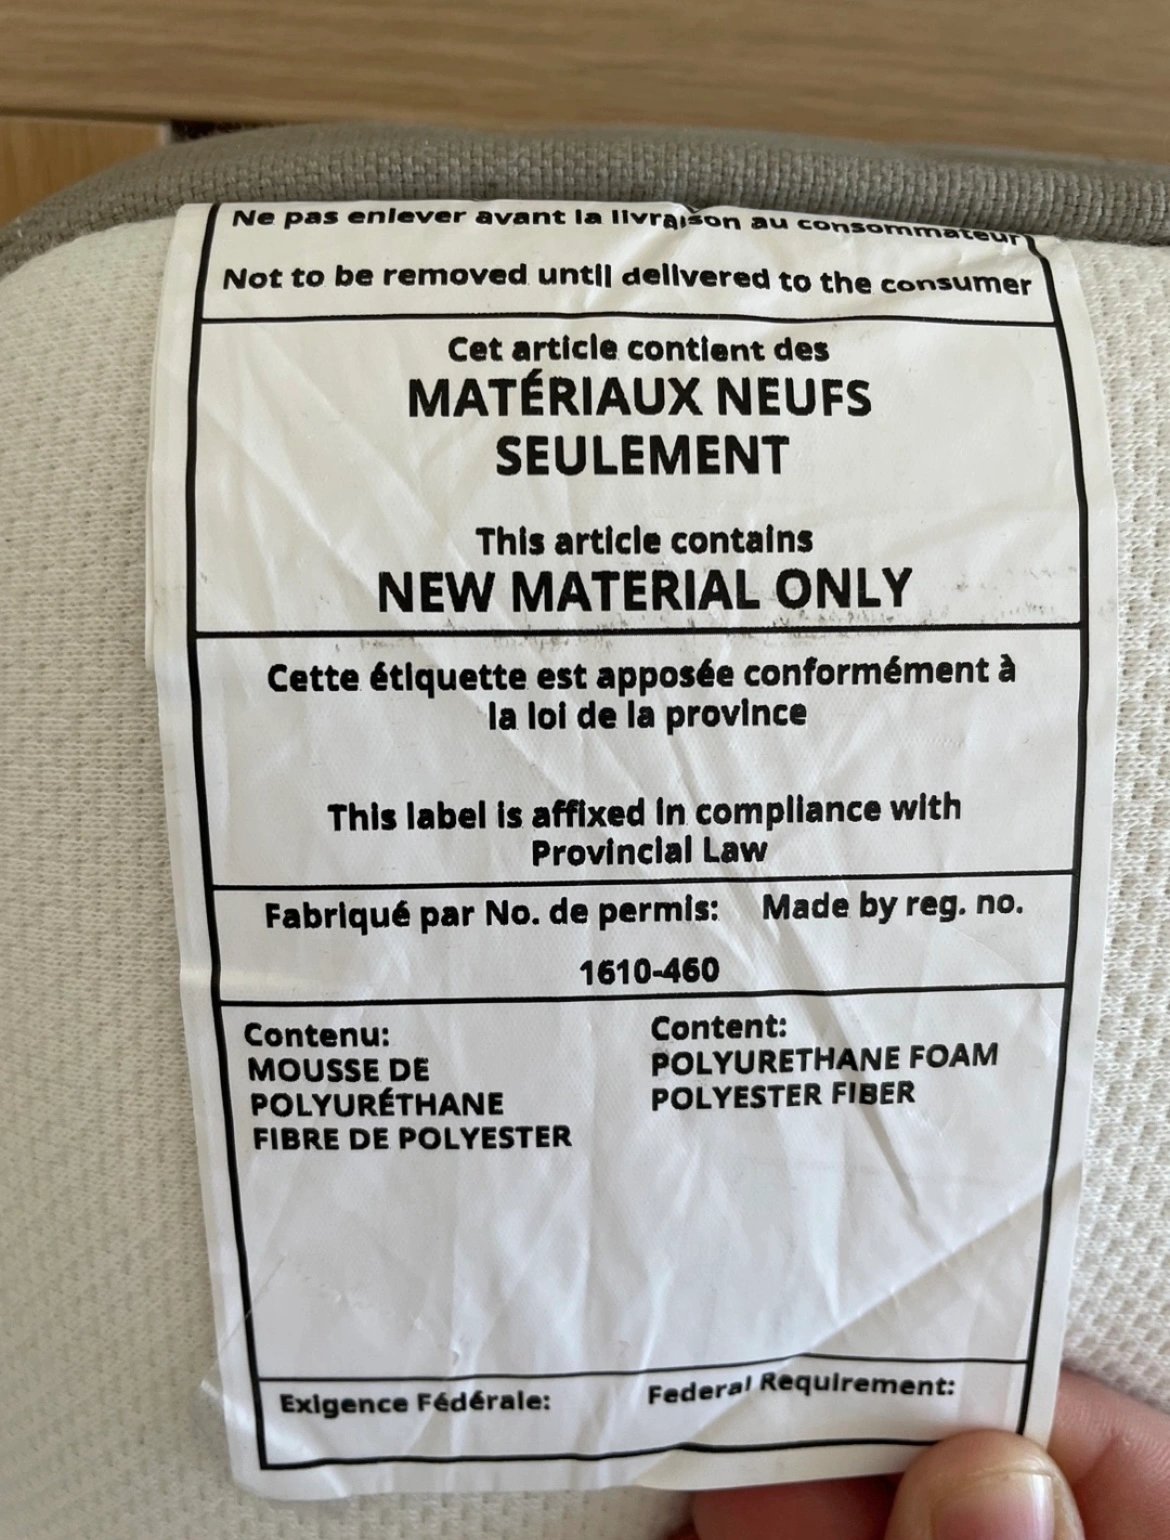 Ne pas enlever avant la livraison au consommateur
Not to be removed until delivered to the consumer
Cet article contient des
MATÉRIAUX NEUFS
SEULEMENT
This article contains
NEW MATERIAL ONLY
Cette étiquette est apposée conformément à
la loi de la province
This label is affixed in compliance with
Provincial Law
Fabriqué par No. de permis: Made by reg. no.
1610-460
Contenu:
MOUSSE DE
POLYURÉTHANE
FIBRE DE POLYESTER
Content:
POLYURETHANE FOAM
POLYESTER FIBER
Exigence Fédérale:
Federal Requirement: